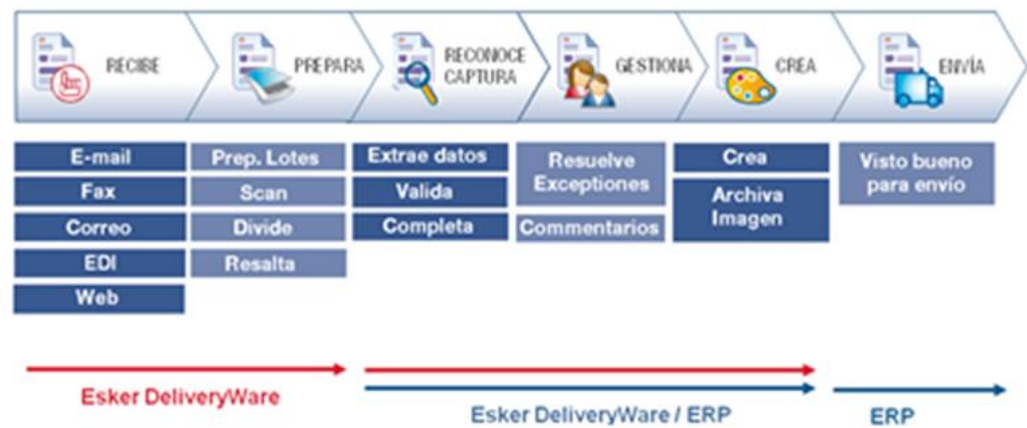 RECIBE
PREPARA
RECONOCE
CAPTURA
GESTIONA
CREA
ENVÍA
E-mail
Fax
Correo
EDI
Web
Prep. Lotes
Scan
Divide
Resalta
Extrae datos
Valida
Completa
Resuelve
Exceptiones
Commentarios
Crea
Archiva
Imagen
Visto bueno
para envío
Esker DeliveryWare
Esker DeliveryWare / ERP
ERP